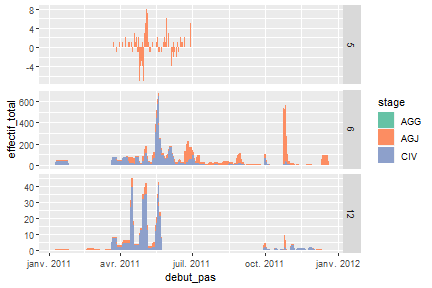 effectif_total
8
4
0
-4
5
600
400
200
0
6
40
30
20
10
0
12
janv. 2011
avr. 2011
juil. 2011
oct. 2011
janv. 2012
debut_pas
stage
AGG
AGJ
CIV